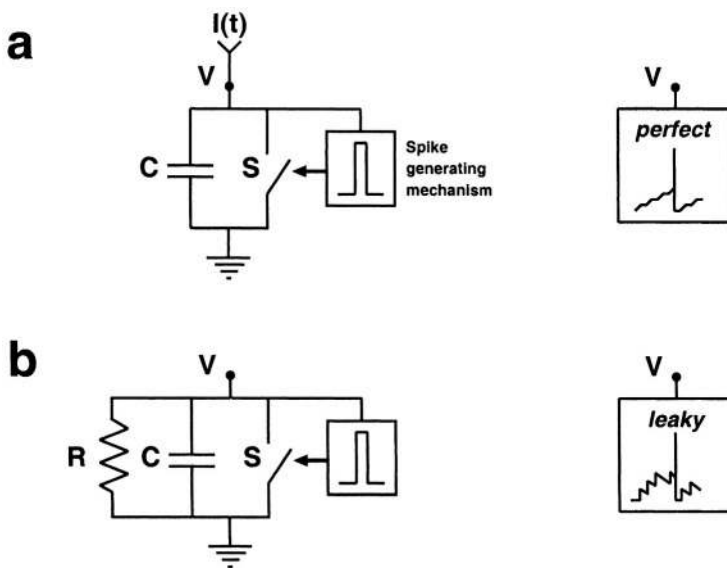 a
I(t)
V
C
S
Spike
generating
mechanism
V
perfect
b
V
R
C
S
V
leaky